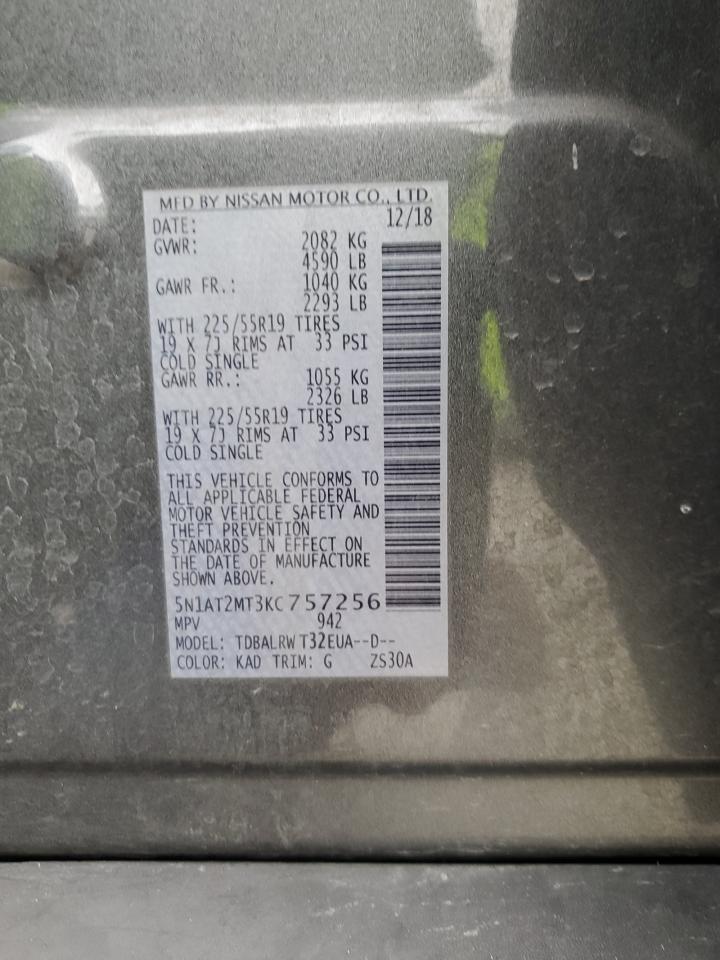 MFD BY NISSAN MOTOR CO., LTD.
DATE: 12/18
GVWR: 2082 KG
4590 LB
GAWR FR.: 1040 KG
2293 LB
WITH 225/55R19 TIRES
19 X 7J RIMS AT 33 PSI
COLD SINGLE
GAWR RR.: 1055 KG
2326 LB
WITH 225/55R19 TIRES
19 X 7J RIMS AT 33 PSI
COLD SINGLE
THIS VEHICLE CONFORMS TO
ALL APPLICABLE FEDERAL
MOTOR VEHICLE SAFETY AND
THEFT PREVENTION
STANDARDS IN EFFECT ON
THE DATE OF MANUFACTURE
SHOWN ABOVE.
5N1AT2MT3KC757256
MPV 942
MODEL: TDBALRWT32EUA--D--
COLOR: KAD TRIM: G ZS30A